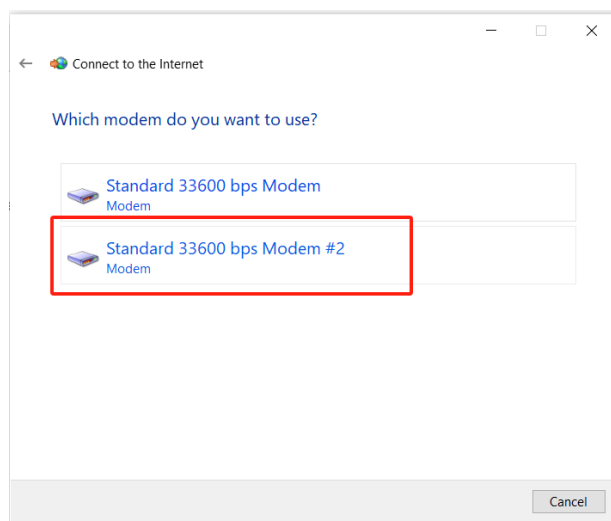 Connect to the Internet
Which modem do you want to use?
Standard 33600 bps Modem
Modem
Standard 33600 bps Modem #2
Modem
Cancel